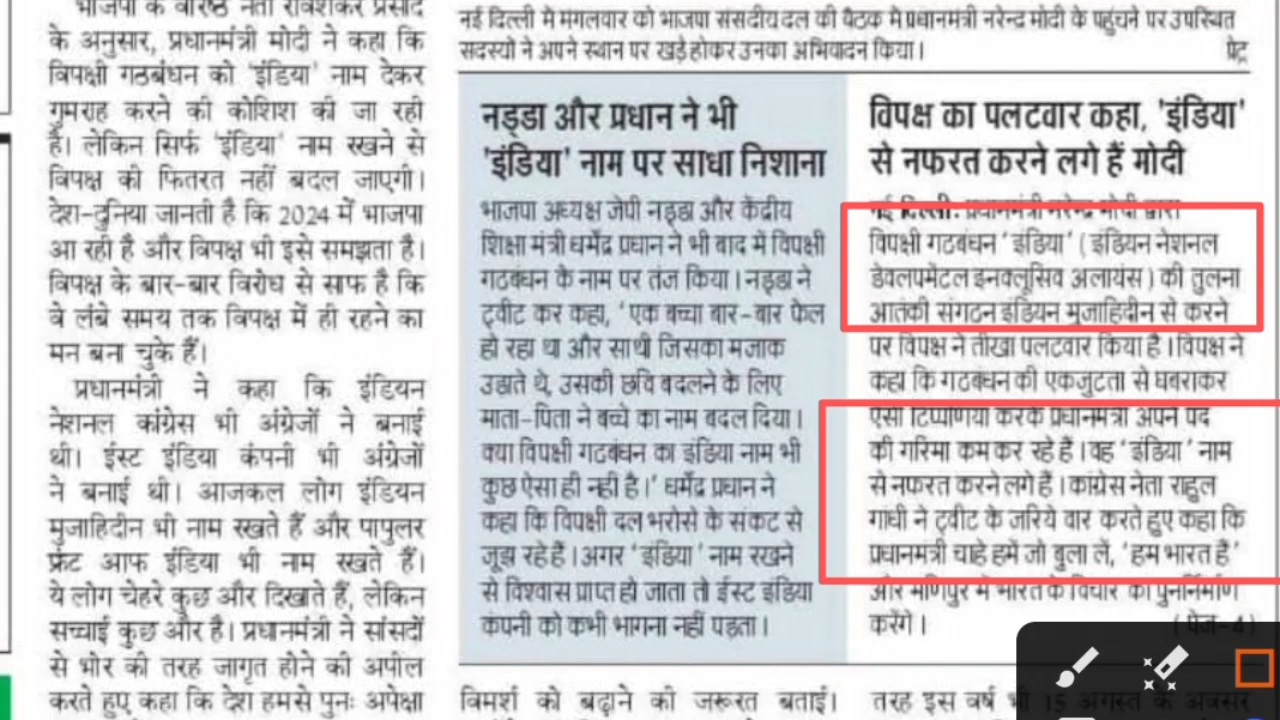 भाजपा के वरिष्ठ नेता रविशंकर प्रसाद
के अनुसार, प्रधानमंत्री मोदी ने कहा कि
विपक्षी गठबंधन को 'इंडिया' नाम देकर
गुमराह करने की कोशिश की जा रही
है। लेकिन सिर्फ 'इंडिया' नाम रखने से
विपक्ष की फितरत नहीं बदल जाएगी।
देश-दुनिया जानती है कि 2024 में भाजपा
आ रही है और विपक्ष भी इसे समझता है।
विपक्ष के बार-बार विरोध से साफ है कि
वे लंबे समय तक विपक्ष में ही रहने का
मन बना चुके हैं।
प्रधानमंत्री ने कहा कि इंडियन
नेशनल कांग्रेस भी अंग्रेजों ने बनाई
थी। ईस्ट इंडिया कंपनी भी अंग्रेजों
ने बनाई थी। आजकल लोग इंडियन
मुजाहिदीन भी नाम रखते हैं और पापुलर
फ्रंट आफ इंडिया भी नाम रखते हैं।
ये लोग चेहरे कुछ और दिखाते हैं, लेकिन
सच्चाई कुछ और है। प्रधानमंत्री ने सांसदों
से भोर की तरह जागृत होने की अपील
करते हुए कहा कि देश हमसे पुनः अपेक्षा
नई दिल्ली में मंगलवार को भाजपा संसदीय दल की बैठक में प्रधानमंत्री नरेन्द्र मोदी के पहुंचने पर उपस्थित
सदस्यों ने अपने स्थान पर खड़े होकर उनका अभिवादन किया। प्रेट्र
नड्डा और प्रधान ने भी
'इंडिया' नाम पर साधा निशाना
भाजपा अध्यक्ष जेपी नड्डा और केंद्रीय
शिक्षा मंत्री धर्मेंद्र प्रधान ने भी बाद में विपक्षी
गठबंधन के नाम पर तंज किया। नड्डा ने
ट्वीट कर कहा, 'एक बच्चा बार-बार फेल
हो रहा था और साथी जिसका मजाक
उड़ाते थे, उसकी छवि बदलने के लिए
माता-पिता ने बच्चे का नाम बदल दिया।
क्या विपक्षी गठबंधन का इंडिया नाम भी
कुछ ऐसा ही नहीं है।' धर्मेंद्र प्रधान ने
कहा कि विपक्षी दल भरोसे के संकट से
जूझ रहे हैं। अगर 'इंडिया' नाम रखने
से विश्वास प्राप्त हो जाता तो ईस्ट इंडिया
कंपनी को कभी भागना नहीं पड़ता।
विमर्श को बढ़ाने की जरूरत बताई।
विपक्ष का पलटवार कहा, 'इंडिया'
से नफरत करने लगे हैं मोदी
नई दिल्ली: प्रधानमंत्री नरेन्द्र मोदी द्वारा
विपक्षी गठबंधन 'इंडिया' (इंडियन नेशनल
डेवलपमेंटल इनक्लूसिव अलायंस) की तुलना
आतंकी संगठन इंडियन मुजाहिदीन से करने
पर विपक्ष ने तीखा पलटवार किया है। विपक्ष ने
कहा कि गठबंधन की एकजुटता से घबराकर
ऐसी टिप्पणियां करके प्रधानमंत्री अपने पद
की गरिमा कम कर रहे हैं। वह 'इंडिया' नाम
से नफरत करने लगे हैं। कांग्रेस नेता राहुल
गांधी ने ट्वीट के जरिये वार करते हुए कहा कि
प्रधानमंत्री चाहे हमें जो बुला लें, 'हम भारत हैं'
और मणिपुर में भारत के विचार का पुनर्निर्माण
करेंगे। (पेज-4)
तरह इस वर्ष भी 15 अगस्त के अवसर